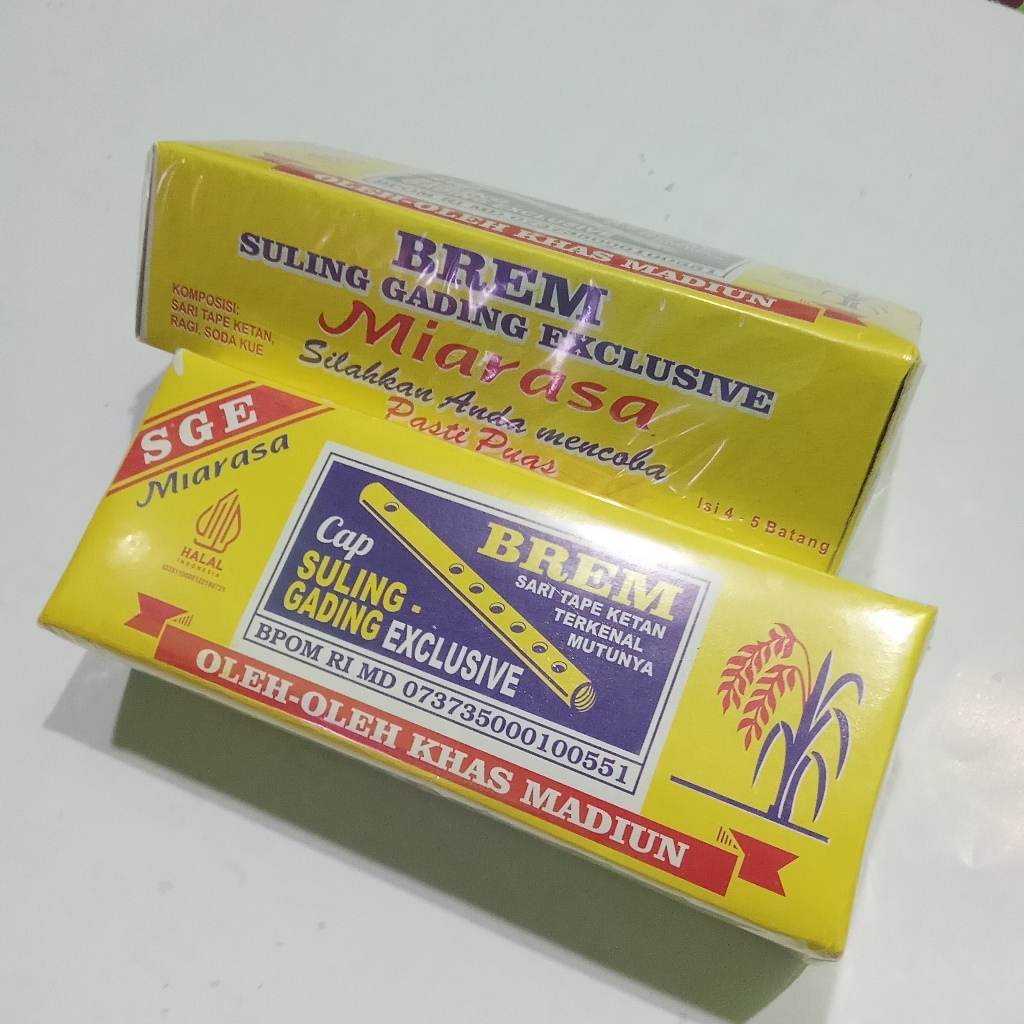 OLEH-OLEH KHAS MADIUN
BREM
SULING GADING EXCLUSIVE
Miarasa
Silahkan Anda mencoba
Pasti Puas
KOMPOSISI:
SARI TAPE KETAN,
RAGI, SODA KUE
Isi 4 - 5 Batang
SGE
Miarasa
HALAL
INDONESIA
Cap
SULING -
GADING EXCLUSIVE
BREM
SARI TAPE KETAN
TERKENAL
MUTUNYA
BPOM RI MD 073735000100551
OLEH-OLEH KHAS MADIUN